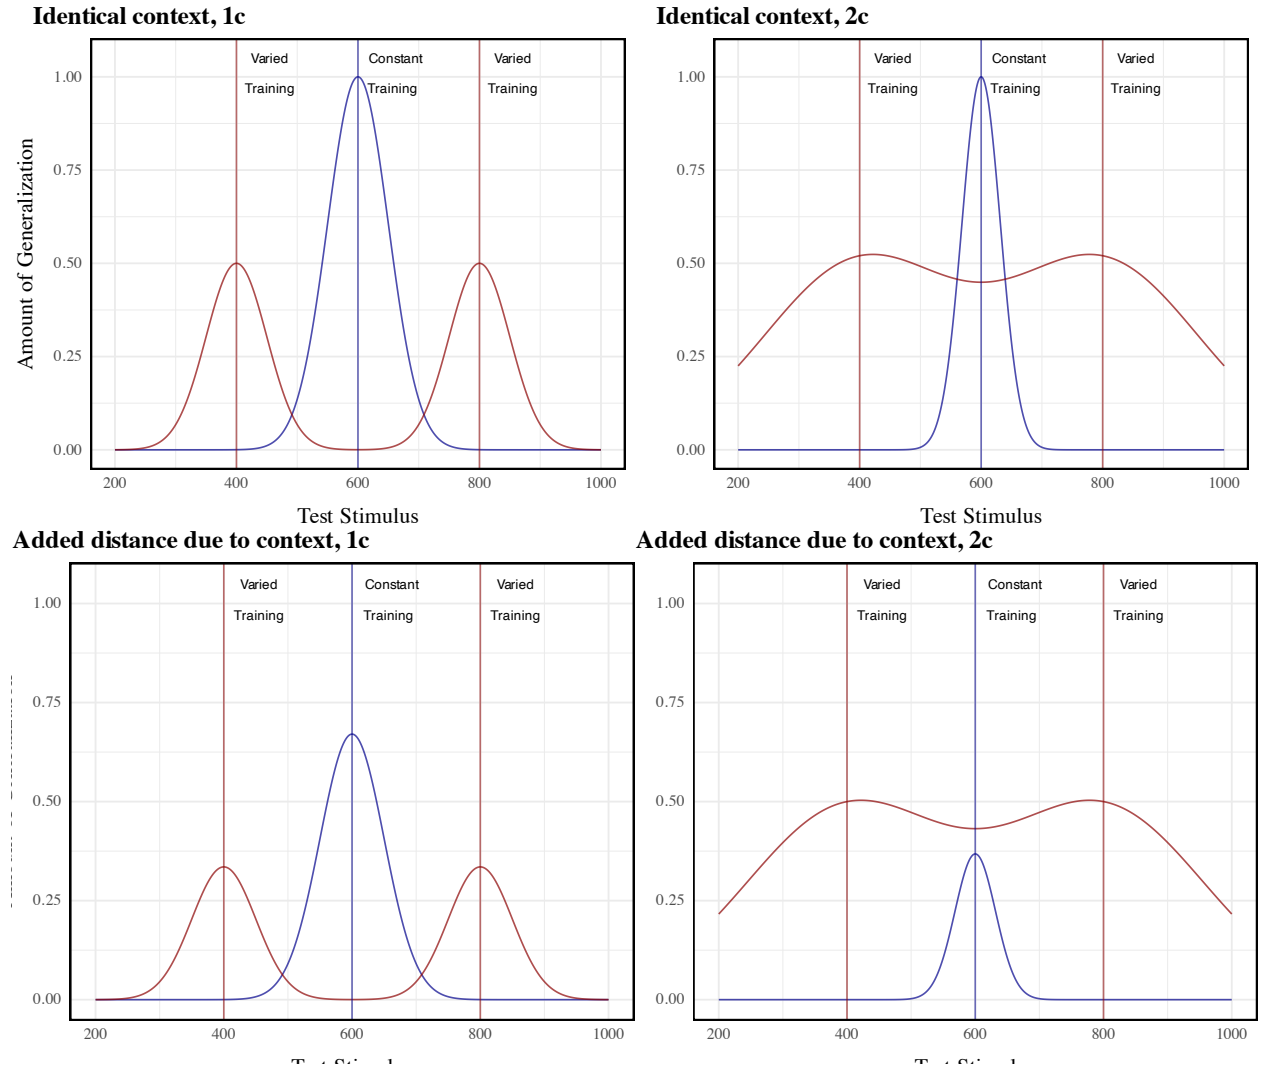 Identical context, 1c
Identical context, 2c
Varied Constant Varied
Training Training Training
1.00
0.75
0.50
0.25
0.00
Amount of Generalization
200 400 600 800 1000
Test Stimulus
Varied Constant Varied
Training Training Training
1.00
0.75
0.50
0.25
0.00
200 400 600 800 1000
Test Stimulus
Added distance due to context, 1c
Added distance due to context, 2c
Varied Constant Varied
Training Training Training
1.00
0.75
0.50
0.25
0.00
200 400 600 800 1000
Varied Constant Varied
Training Training Training
1.00
0.75
0.50
0.25
0.00
200 400 600 800 1000